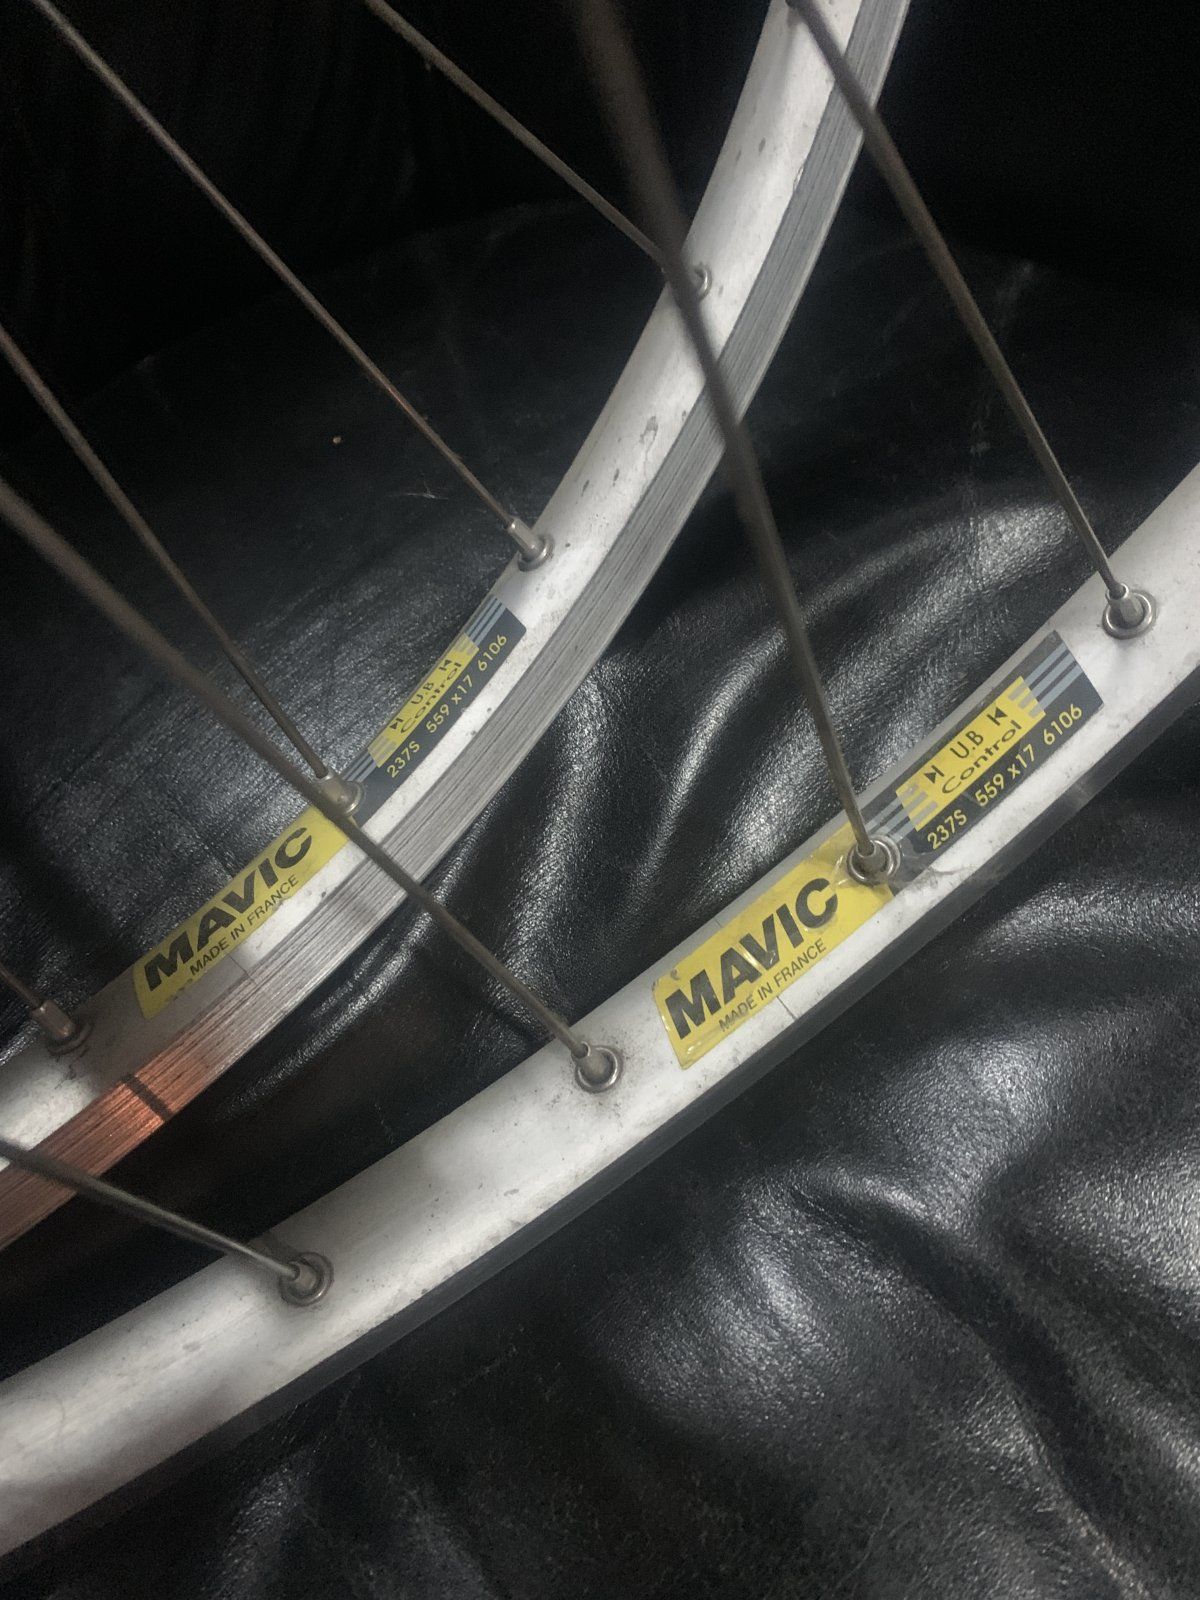 U.B
Control
237S 559 x17 6106
MAVIC
MADE IN FRANCE
U.B
Control
237S 559 x17 6106
MAVIC
MADE IN FRANCE